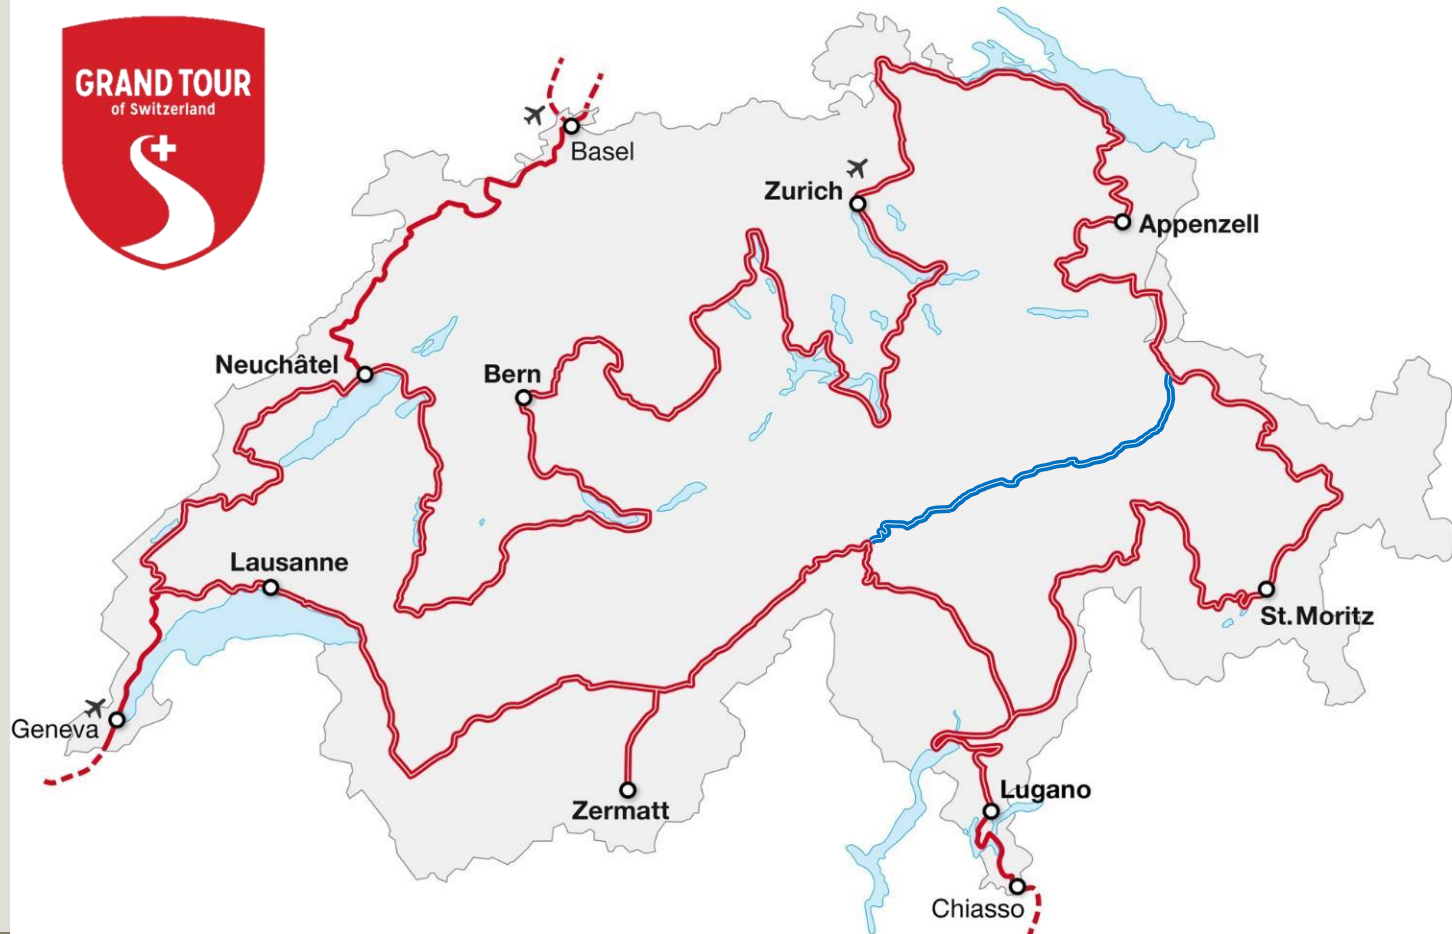 GRAND TOUR
of Switzerland
Basel
Zurich
Appenzell
Neuchâtel
Bern
Lausanne
St. Moritz
Geneva
Zermatt
Lugano
Chiasso